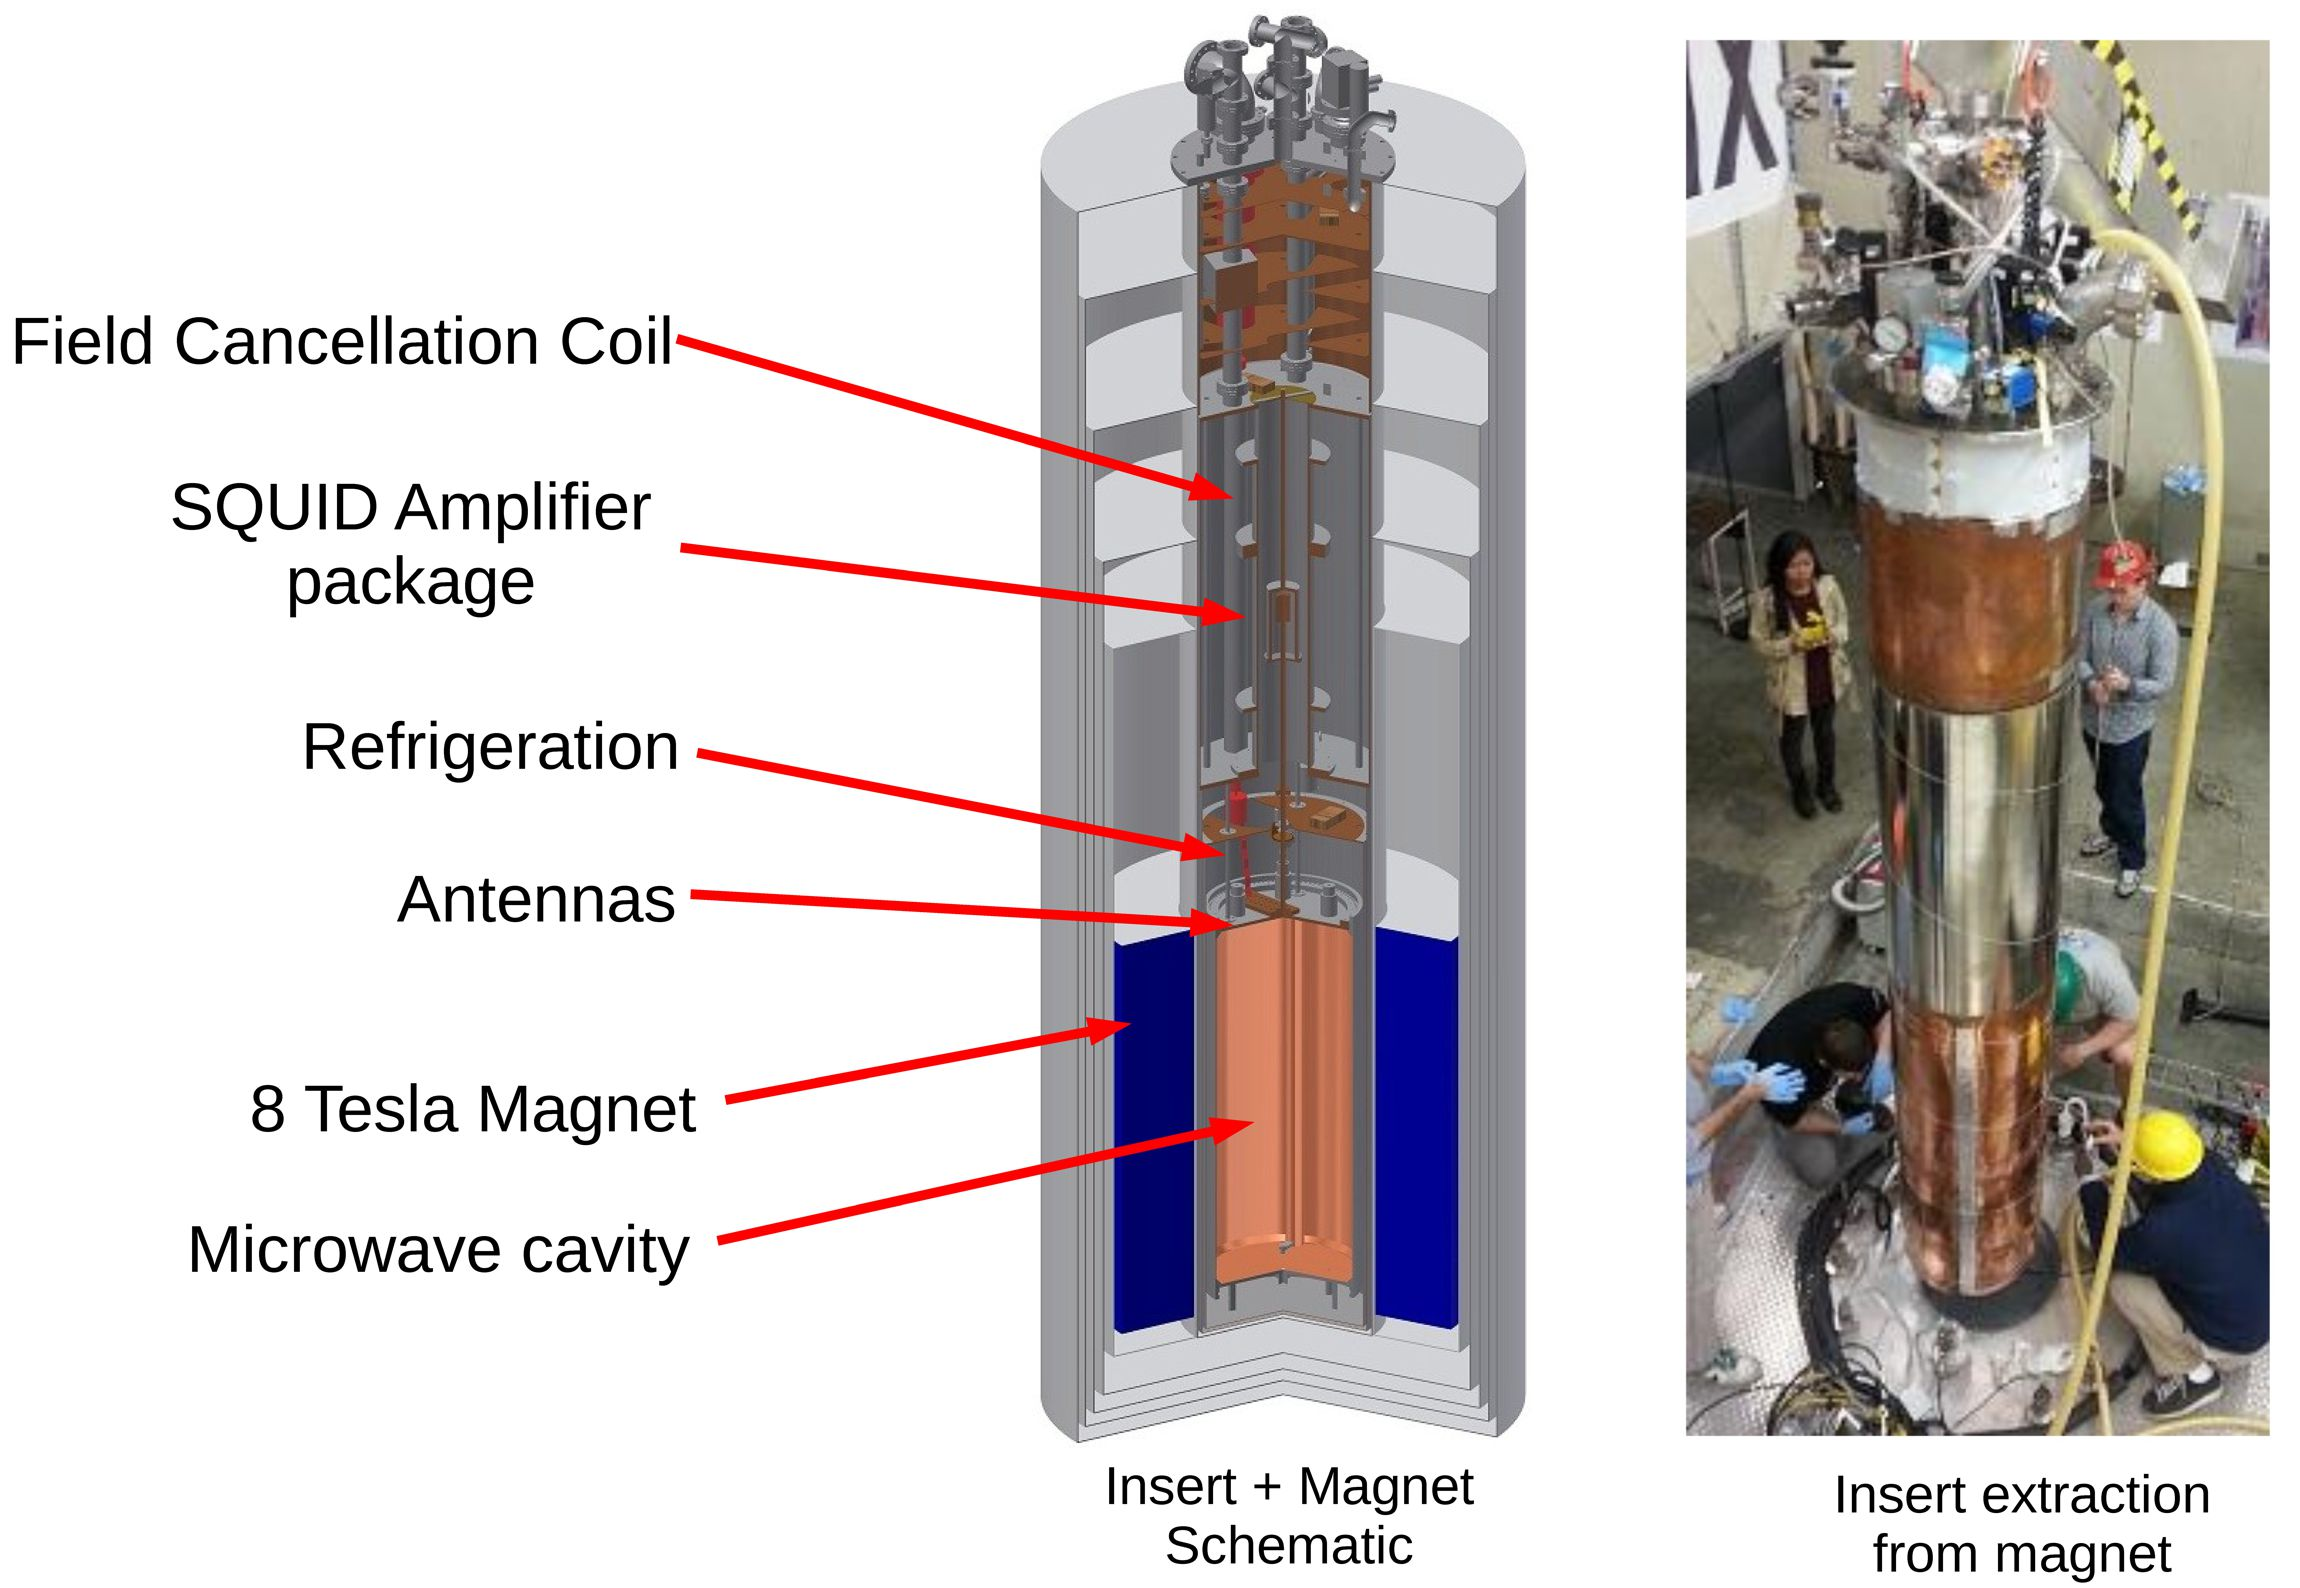 Field Cancellation Coil
SQUID Amplifier
package
Refrigeration
Antennas
8 Tesla Magnet
Microwave cavity
Insert + Magnet
Schematic
X
Insert extraction
from magnet